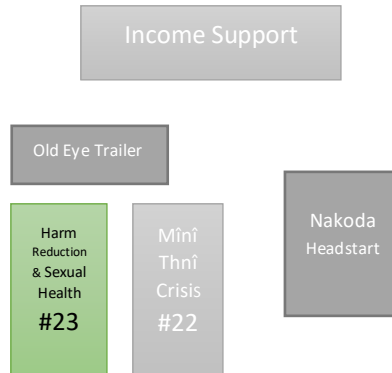 Income Support
Old Eye Trailer
Harm
Reduction
& Sexual
Health
#23
Mînî
Thnî
Crisis
#22
Nakoda
Headstart